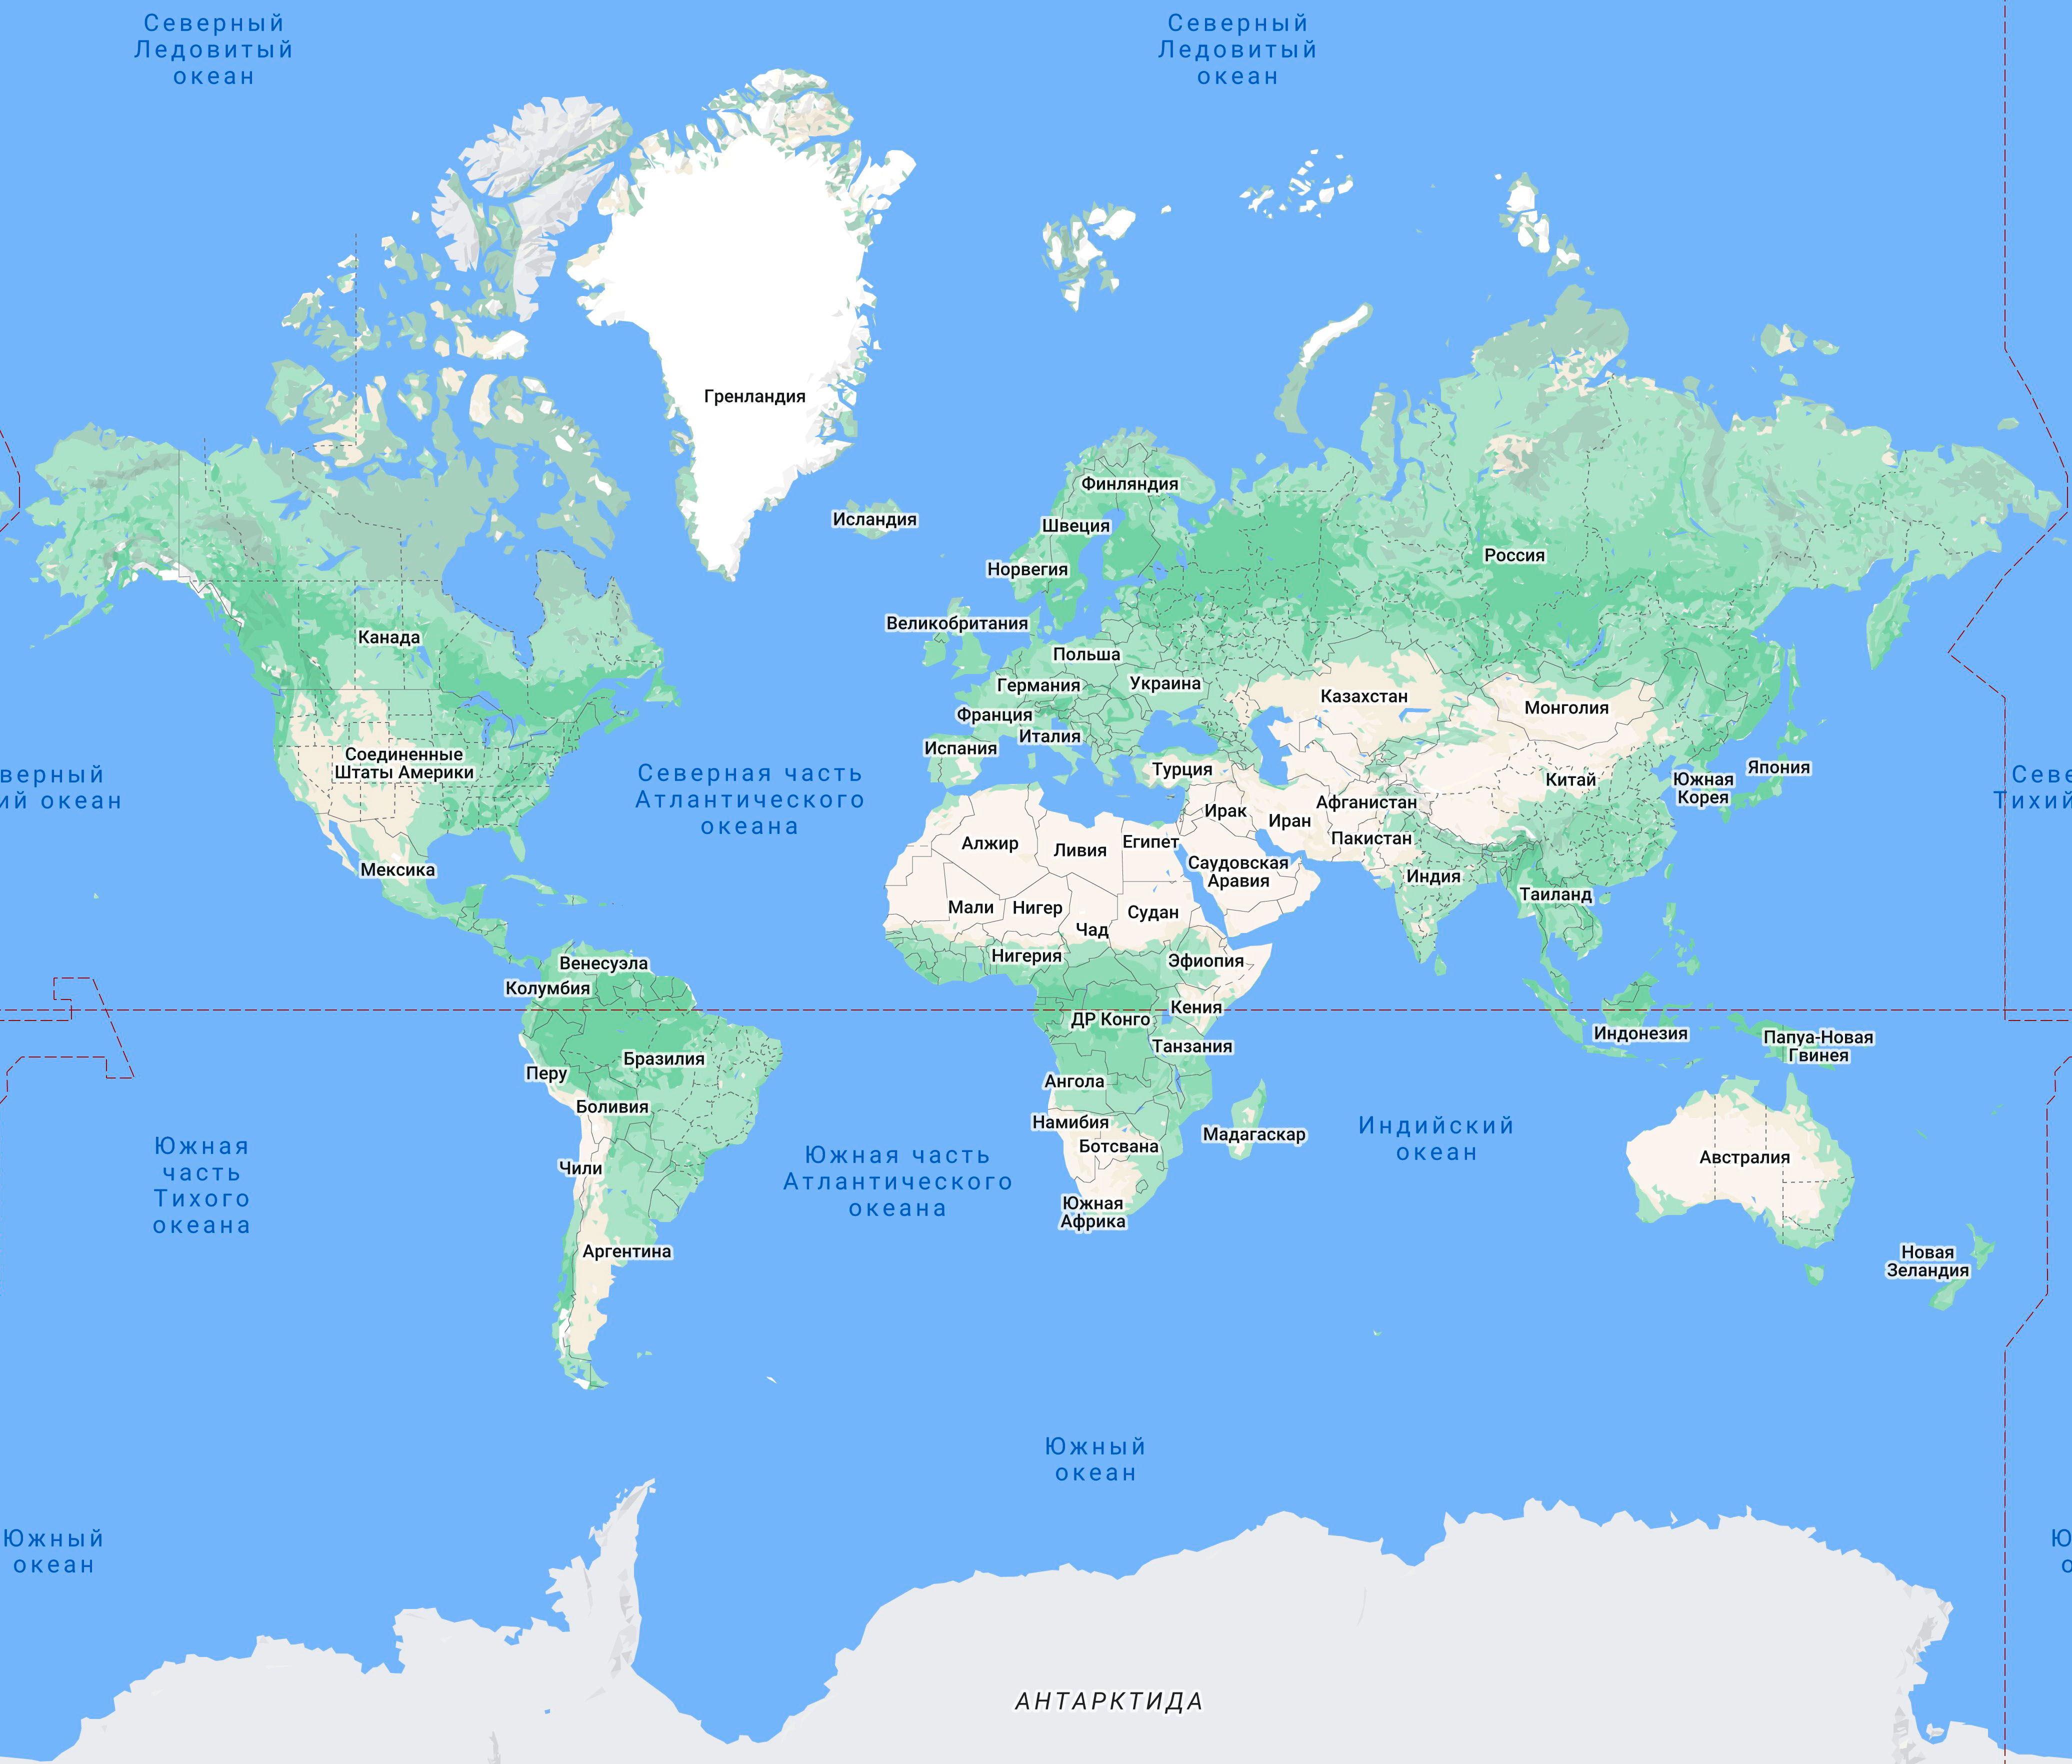 Северный
Ледовитый
океан
Северный
Ледовитый
океан
Гренландия
Финляндия
Исландия
Швеция
Россия
Норвегия
Великобритания
Канада
Польша
Германия
Украина
Казахстан
Монголия
Франция
Италия
Испания
Соединенные
Штаты Америки
Турция
Китай
Южная
Корея
Япония
верный
ий океан
Северная часть
Атлантического
океана
Севе
Тихий
Афганистан
Ирак
Иран
Пакистан
Алжир
Ливия
Египет
Саудовская
Аравия
Индия
Мексика
Таиланд
Мали
Нигер
Судан
Чад
Нигерия
Эфиопия
Венесуэла
Колумбия
Кения
ДР Конго
Индонезия
Папуа-Новая
Гвинея
Танзания
Бразилия
Перу
Ангола
Боливия
Намибия
Ботсвана
Мадагаскар
Индийский
океан
Австралия
Южная
часть
Тихого
океана
Чили
Южная часть
Атлантического
океана
Южная
Африка
Аргентина
Новая
Зеландия
Южный
океан
Южный
океан
Ю
о
АНТАРКТИДА